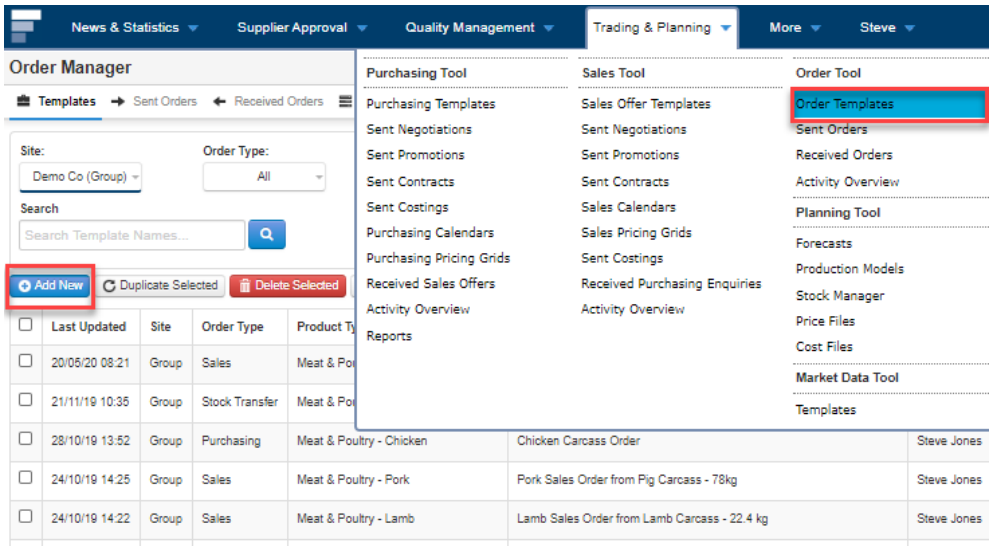 News & Statistics Supplier Approval Quality Management Trading & Planning More Steve
Order Manager
Templates Sent Orders Received Orders
Site: Order Type:
Demo Co (Group) All
Search
Search Template Names...
Add New Duplicate Selected Delete Selected
Purchasing Tool
Purchasing Templates
Sent Negotiations
Sent Promotions
Sent Contracts
Sent Costings
Purchasing Calendars
Purchasing Pricing Grids
Received Sales Offers
Activity Overview
Reports
Sales Tool
Sales Offer Templates
Sent Negotiations
Sent Promotions
Sent Contracts
Sales Calendars
Sales Pricing Grids
Sent Costings
Received Purchasing Enquiries
Activity Overview
Order Tool
Order Templates
Sent Orders
Received Orders
Activity Overview
Planning Tool
Forecasts
Production Models
Stock Manager
Price Files
Cost Files
Market Data Tool
Templates
Last Updated Site Order Type Product Ty
20/05/20 08:21 Group Sales Meat & Pou
21/11/19 10:35 Group Stock Transfer Meat & Pou
28/10/19 13:52 Group Purchasing Meat & Poultry - Chicken Chicken Carcass Order Steve Jones
24/10/19 14:25 Group Sales Meat & Poultry - Pork Pork Sales Order from Pig Carcass - 78kg Steve Jones
24/10/19 14:22 Group Sales Meat & Poultry - Lamb Lamb Sales Order from Lamb Carcass - 22.4 kg Steve Jones